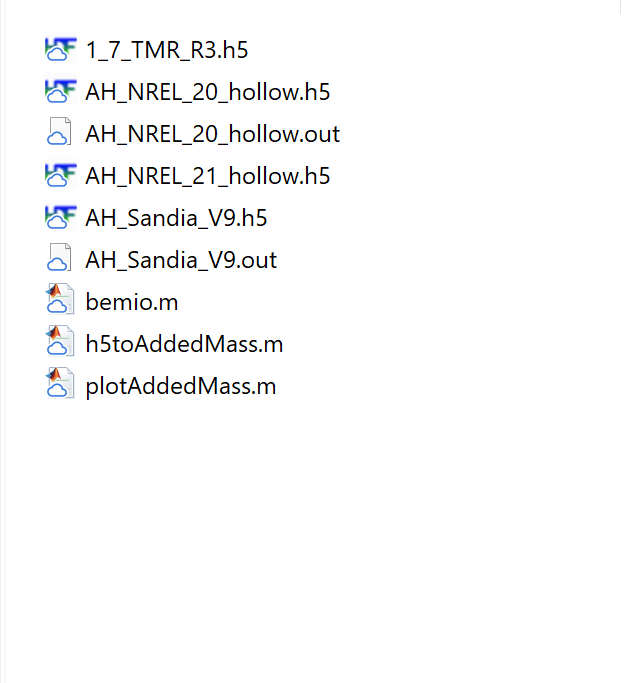 1_7_TMR_R3.h5
AH_NREL_20_hollow.h5
AH_NREL_20_hollow.out
AH_NREL_21_hollow.h5
AH_Sandia_V9.h5
AH_Sandia_V9.out
bemio.m
h5toAddedMass.m
plotAddedMass.m